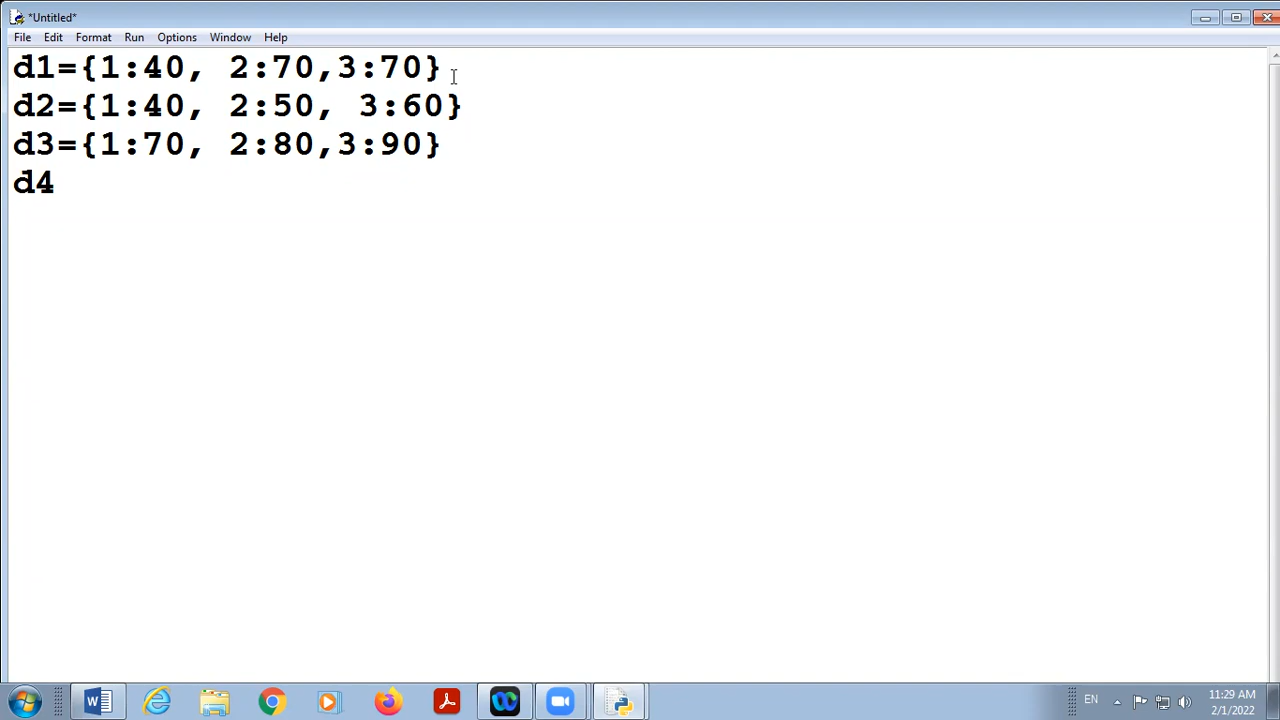 *Untitled*
File Edit Format Run Options Window Help
d1={1:40, 2:70,3:70}
d2={1:40, 2:50, 3:60}
d3={1:70, 2:80,3:90}
d4
EN
11:29 AM
2/1/2022